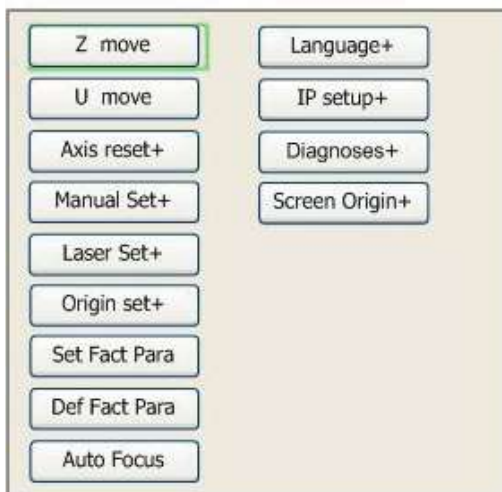 Z move
U move
Axis reset+
Manual Set+
Laser Set+
Origin set+
Set Fact Para
Def Fact Para
Auto Focus
Language+
IP setup+
Diagnoses+
Screen Origin+